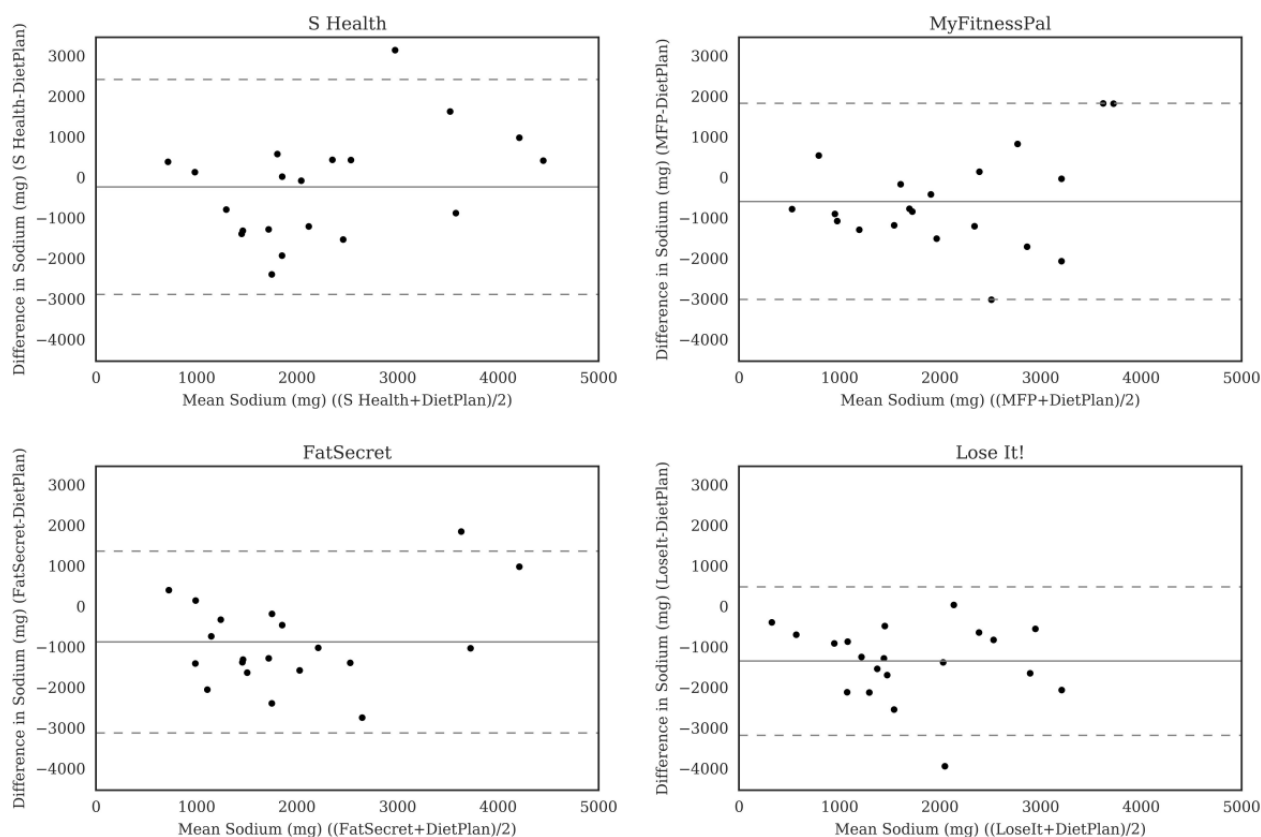 S Health
Difference in Sodium (mg) (S Health-DietPlan)
3000
2000
1000
0
−1000
−2000
−3000
−4000
0 1000 2000 3000 4000 5000
Mean Sodium (mg) ((S Health+DietPlan)/2)
MyFitnessPal
Difference in Sodium (mg) (MFP-DietPlan)
3000
2000
1000
0
−1000
−2000
−3000
−4000
0 1000 2000 3000 4000 5000
Mean Sodium (mg) ((MFP+DietPlan)/2)
FatSecret
Difference in Sodium (mg) (FatSecret-DietPlan)
3000
2000
1000
0
−1000
−2000
−3000
−4000
0 1000 2000 3000 4000 5000
Mean Sodium (mg) ((FatSecret+DietPlan)/2)
Lose It!
Difference in Sodium (mg) (LoseIt-DietPlan)
3000
2000
1000
0
−1000
−2000
−3000
−4000
0 1000 2000 3000 4000 5000
Mean Sodium (mg) ((LoseIt+DietPlan)/2)